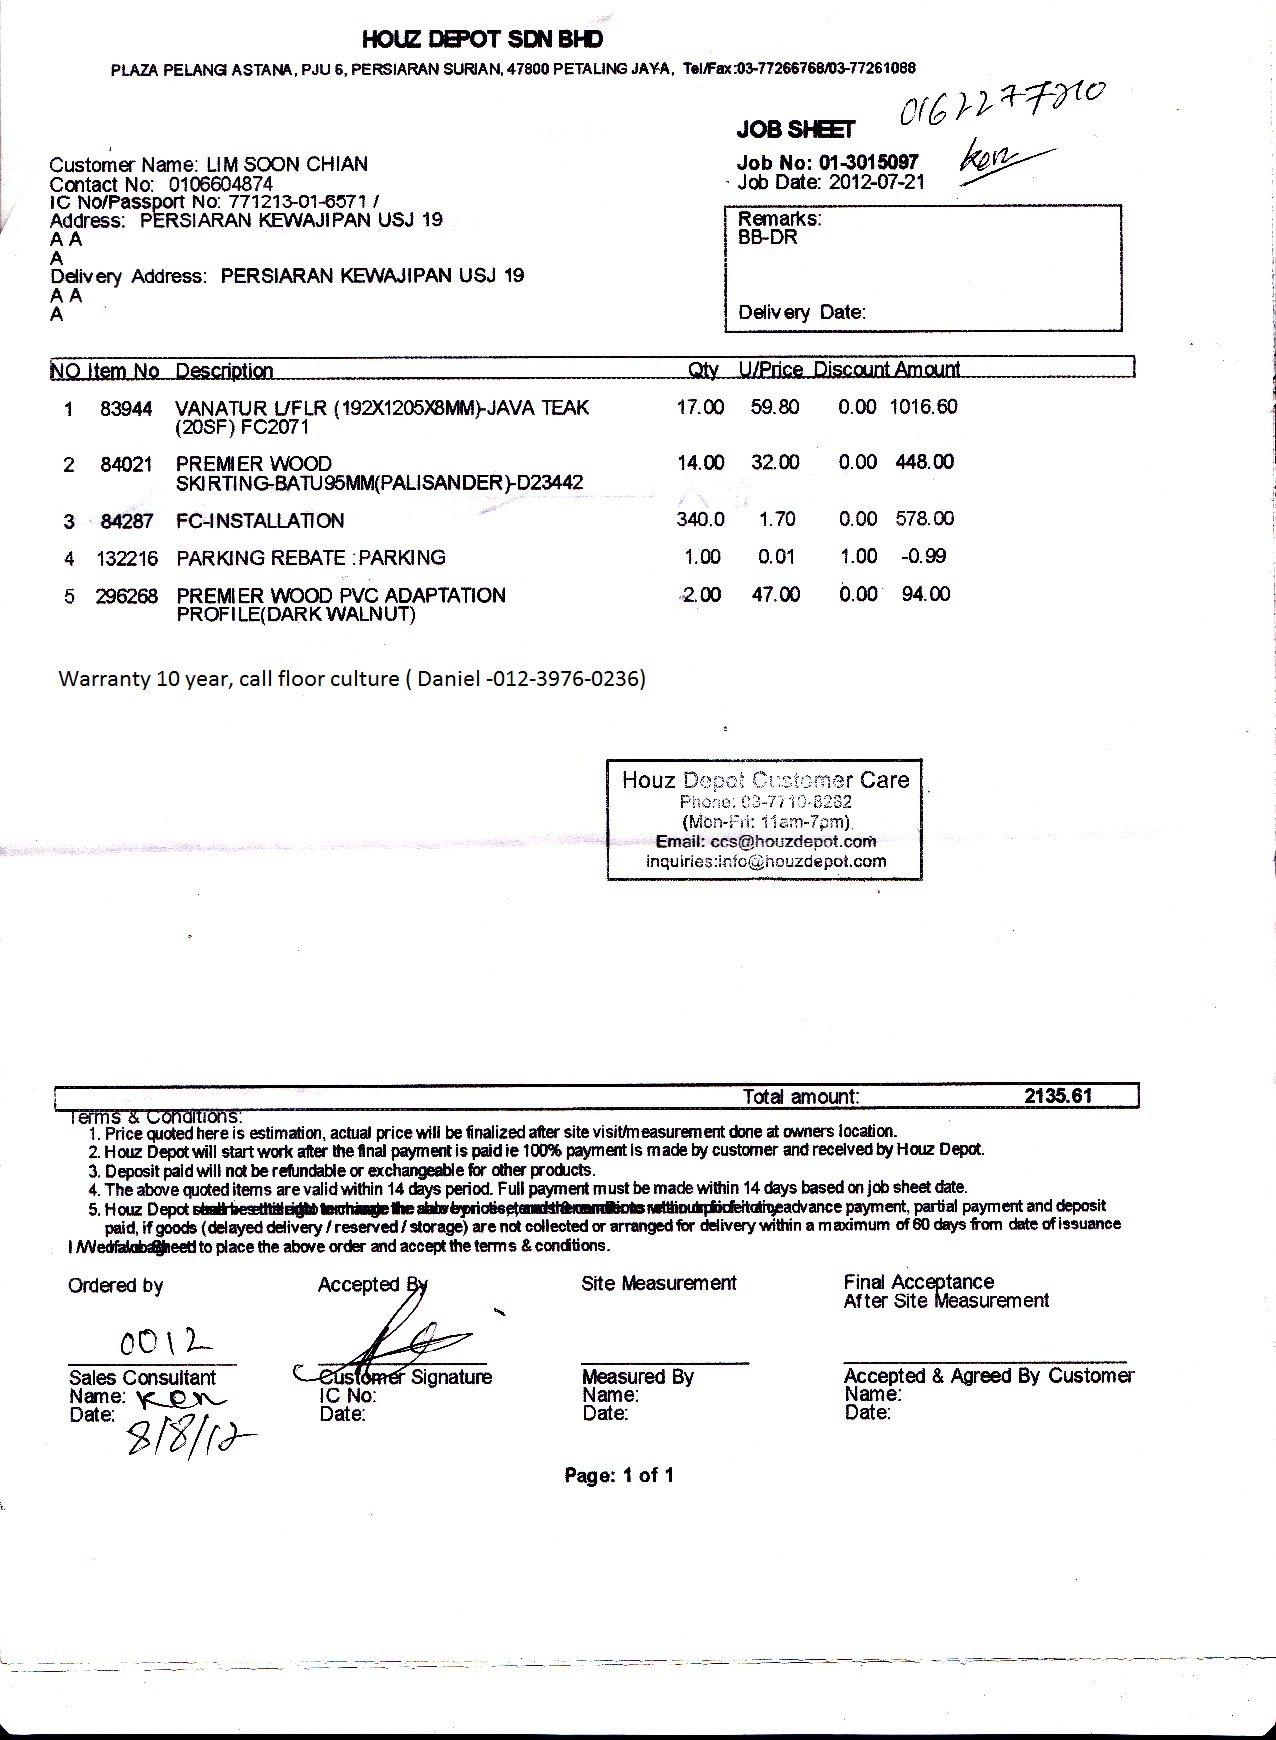 HOUZ DEPOT SDN BHD
PLAZA PELANGI ASTANA, PJU 6, PERSIARAN SURIAN, 47800 PETALING JAYA, Tel/Fax:03-77266768/03-77261088
0162277210
JOB SHEET
Ken
Customer Name: LIM SOON CHIAN
Job No: 01-3015097
Contact No: 0106604874
Job Date: 2012-07-21
IC No/Passport No: 771213-01-6571 /
Address: PERSIARAN KEWAJIPAN USJ 19
A A
A
Delivery Address: PERSIARAN KEWAJIPAN USJ 19
A A
A
Remarks:
BB-DR
Delivery Date:
NO Item No Description Qty U/Price Discount Amount
1 83944 VANATUR L/FLR (192X1205X8MM)-JAVA TEAK 17.00 59.80 0.00 1016.60
(20SF) FC2071
2 84021 PREMIER WOOD 14.00 32.00 0.00 448.00
SKIRTING-BATU95MM(PALISANDER)-D23442
3 84287 FC-INSTALLATION 340.0 1.70 0.00 578.00
4 132216 PARKING REBATE :PARKING 1.00 0.01 1.00 -0.99
5 296268 PREMIER WOOD PVC ADAPTATION 2.00 47.00 0.00 94.00
PROFILE(DARK WALNUT)
Warranty 10 year, call floor culture ( Daniel -012-3976-0236)
Houz Depot Customer Care
Phone: 03-7710-8282
(Mon-Fri: 11am-7pm)
Email: ccs@houzdepot.com
inquiries:info@houzdepot.com
Total amount: 2135.61
Terms & Conditions:
1. Price quoted here is estimation, actual price will be finalized after site visit/measurement done at owners location.
2. Houz Depot will start work after the final payment is paid ie 100% payment is made by customer and received by Houz Depot.
3. Deposit paid will not be refundable or exchangeable for other products.
4. The above quoted items are valid within 14 days period. Full payment must be made within 14 days based on job sheet date.
5. Houz Depot advance payment, partial payment and deposit
paid, if goods (delayed delivery / reserved / storage) are not collected or arranged for delivery within a maximum of 60 days from date of issuance
to place the above order and accept the terms & conditions.
Ordered by
Accepted By
Site Measurement
Final Acceptance
After Site Measurement
0012
Sales Consultant
Name: Ken
Date: 8/8/12
Customer Signature
IC No:
Date:
Measured By
Name:
Date:
Accepted & Agreed By Customer
Name:
Date:
Page: 1 of 1